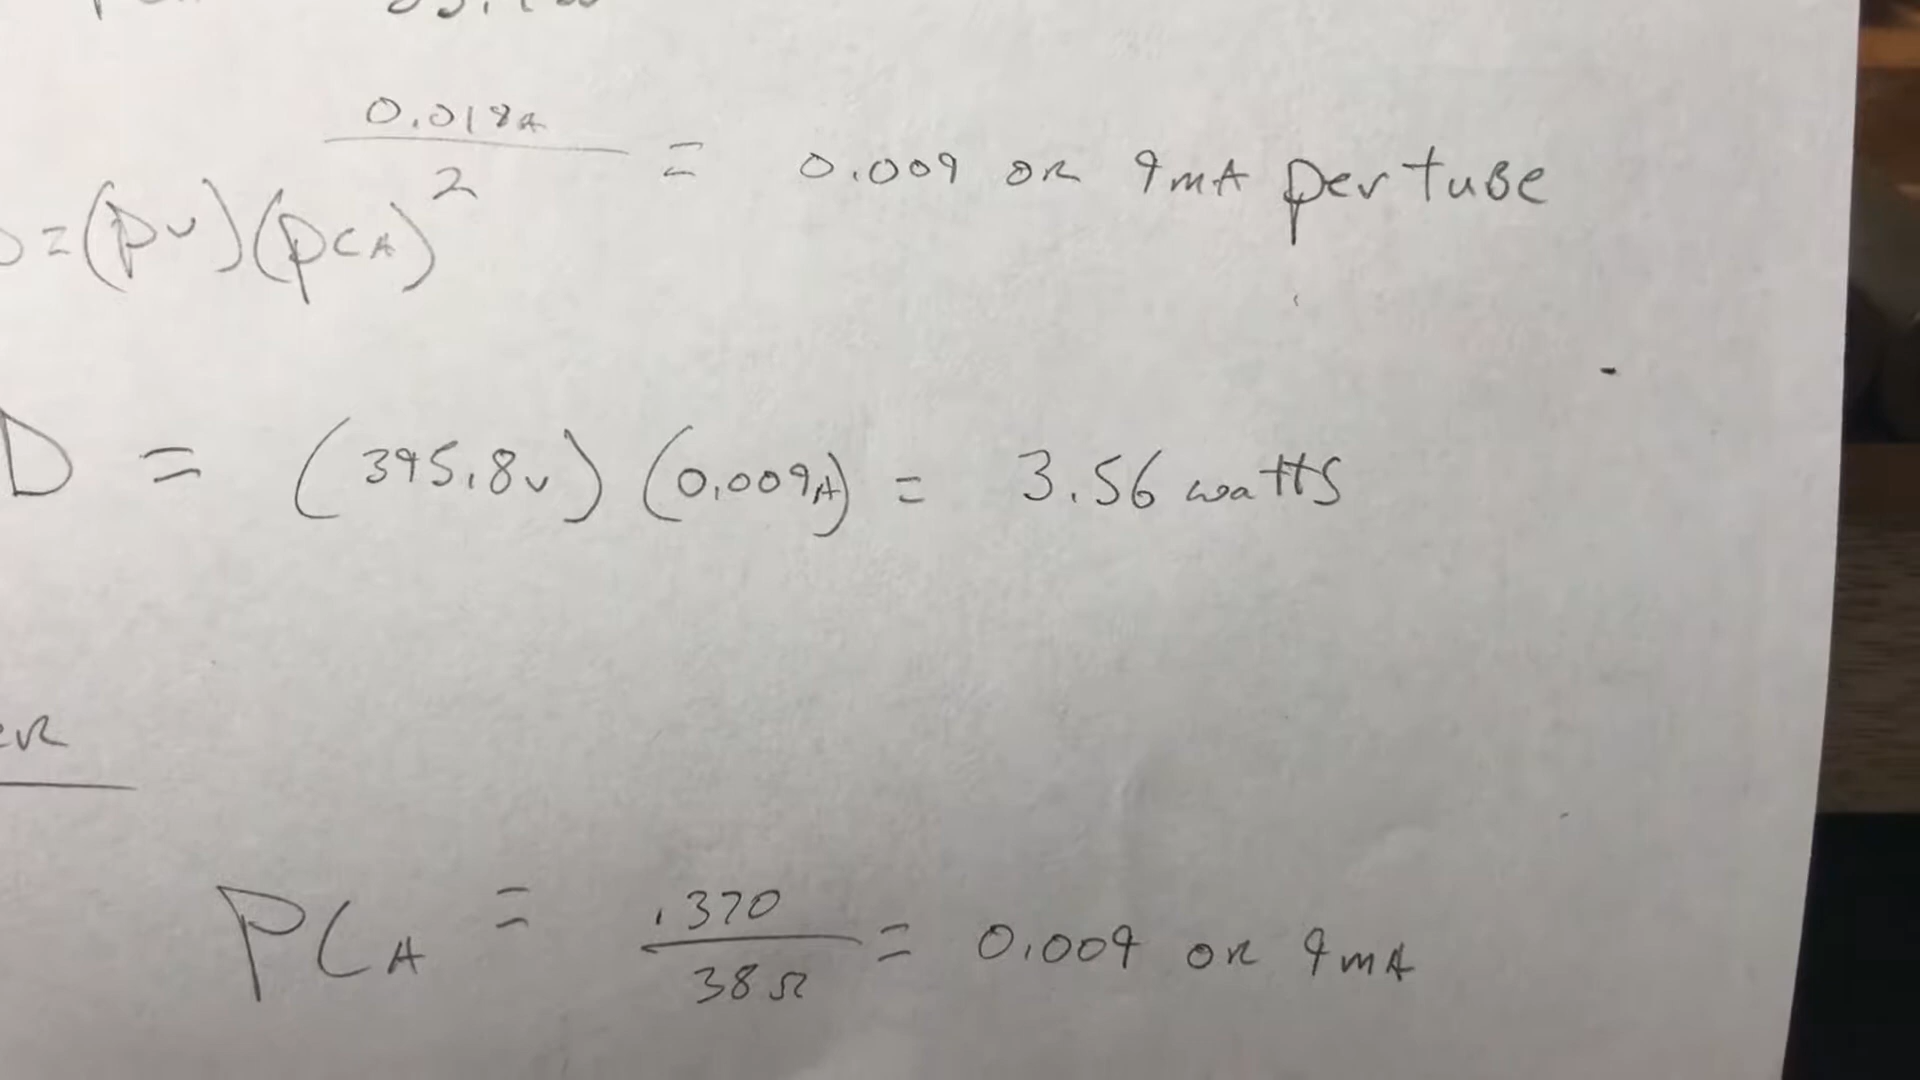 0.018A
2
= 0.009 OR 9mA per tube
=(PV)(PCA)
D = (395.8v) (0.009A) = 3.56 watts
ER
PCA = .370 = 0.009 OR 9mA
38Ω